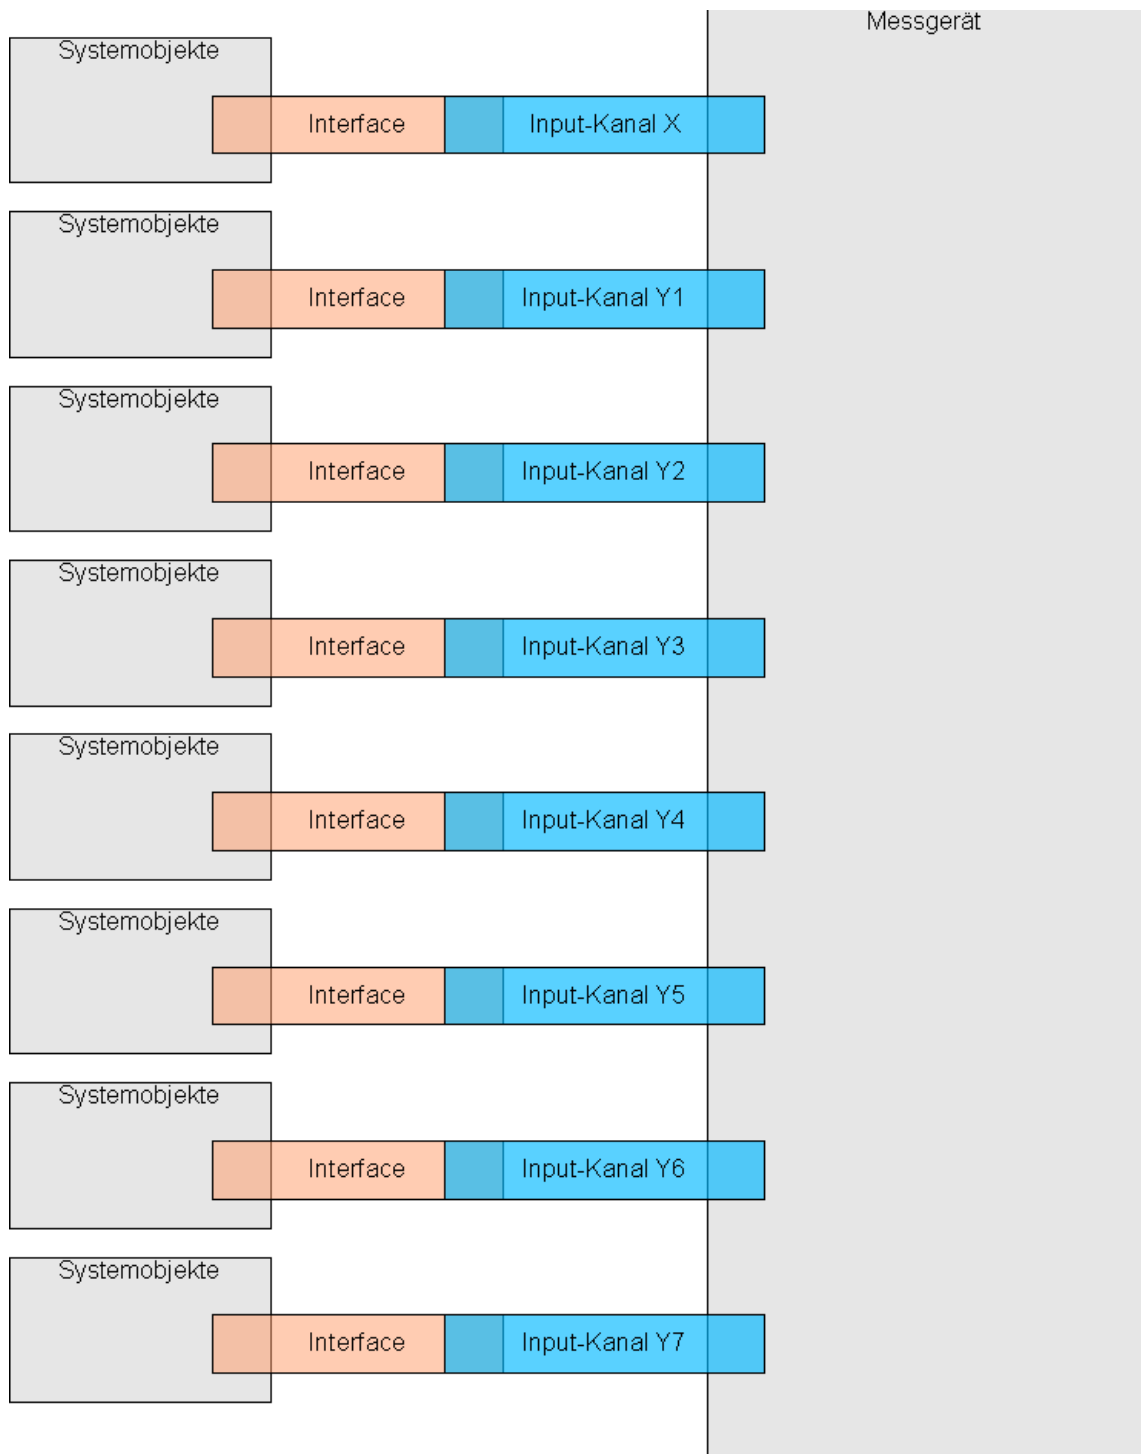 Messgerät
Systemobjekte
Interface
Input-Kanal X
Systemobjekte
Interface
Input-Kanal Y1
Systemobjekte
Interface
Input-Kanal Y2
Systemobjekte
Interface
Input-Kanal Y3
Systemobjekte
Interface
Input-Kanal Y4
Systemobjekte
Interface
Input-Kanal Y5
Systemobjekte
Interface
Input-Kanal Y6
Systemobjekte
Interface
Input-Kanal Y7